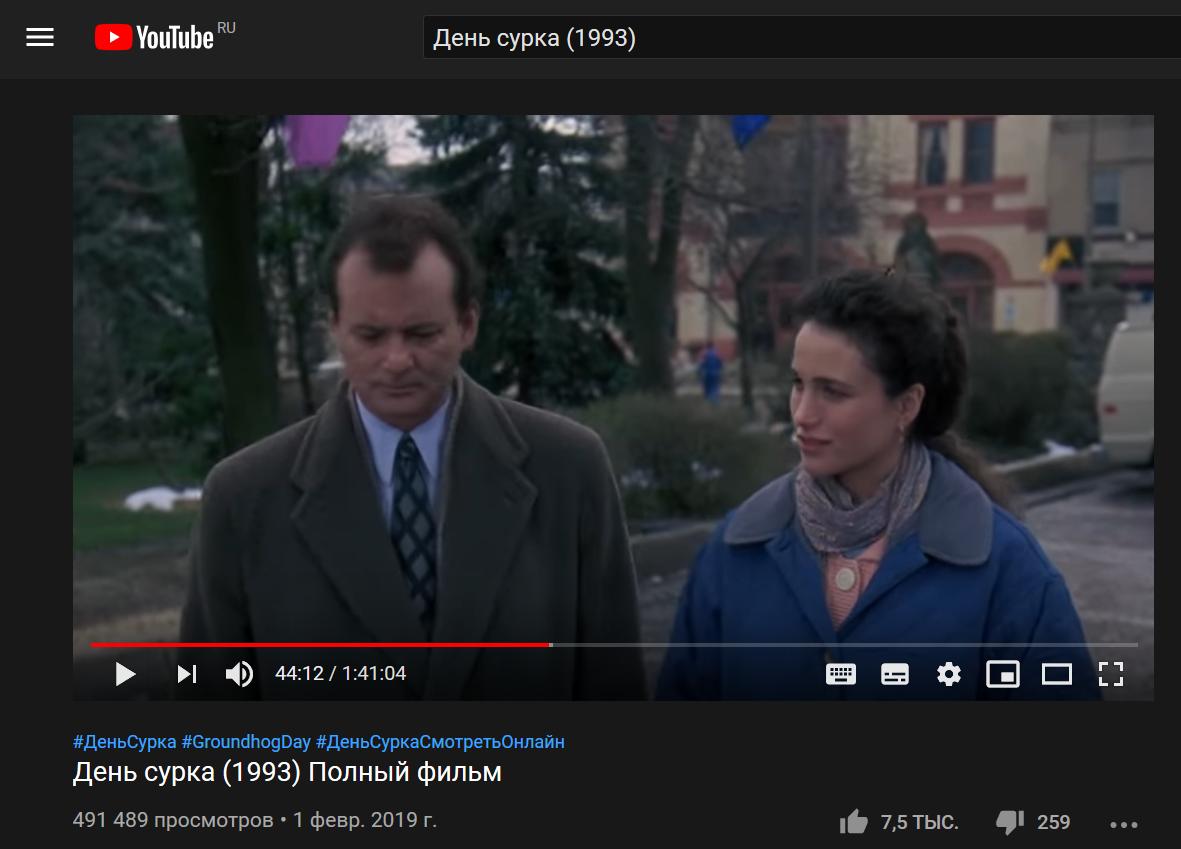 YouTube RU
День сурка (1993)
44:12 / 1:41:04
#ДеньСурка #GroundhogDay #ДеньСуркаСмотретьОнлайн
День сурка (1993) Полный фильм
491 489 просмотров • 1 февр. 2019 г.
7,5 ТЫС.
259